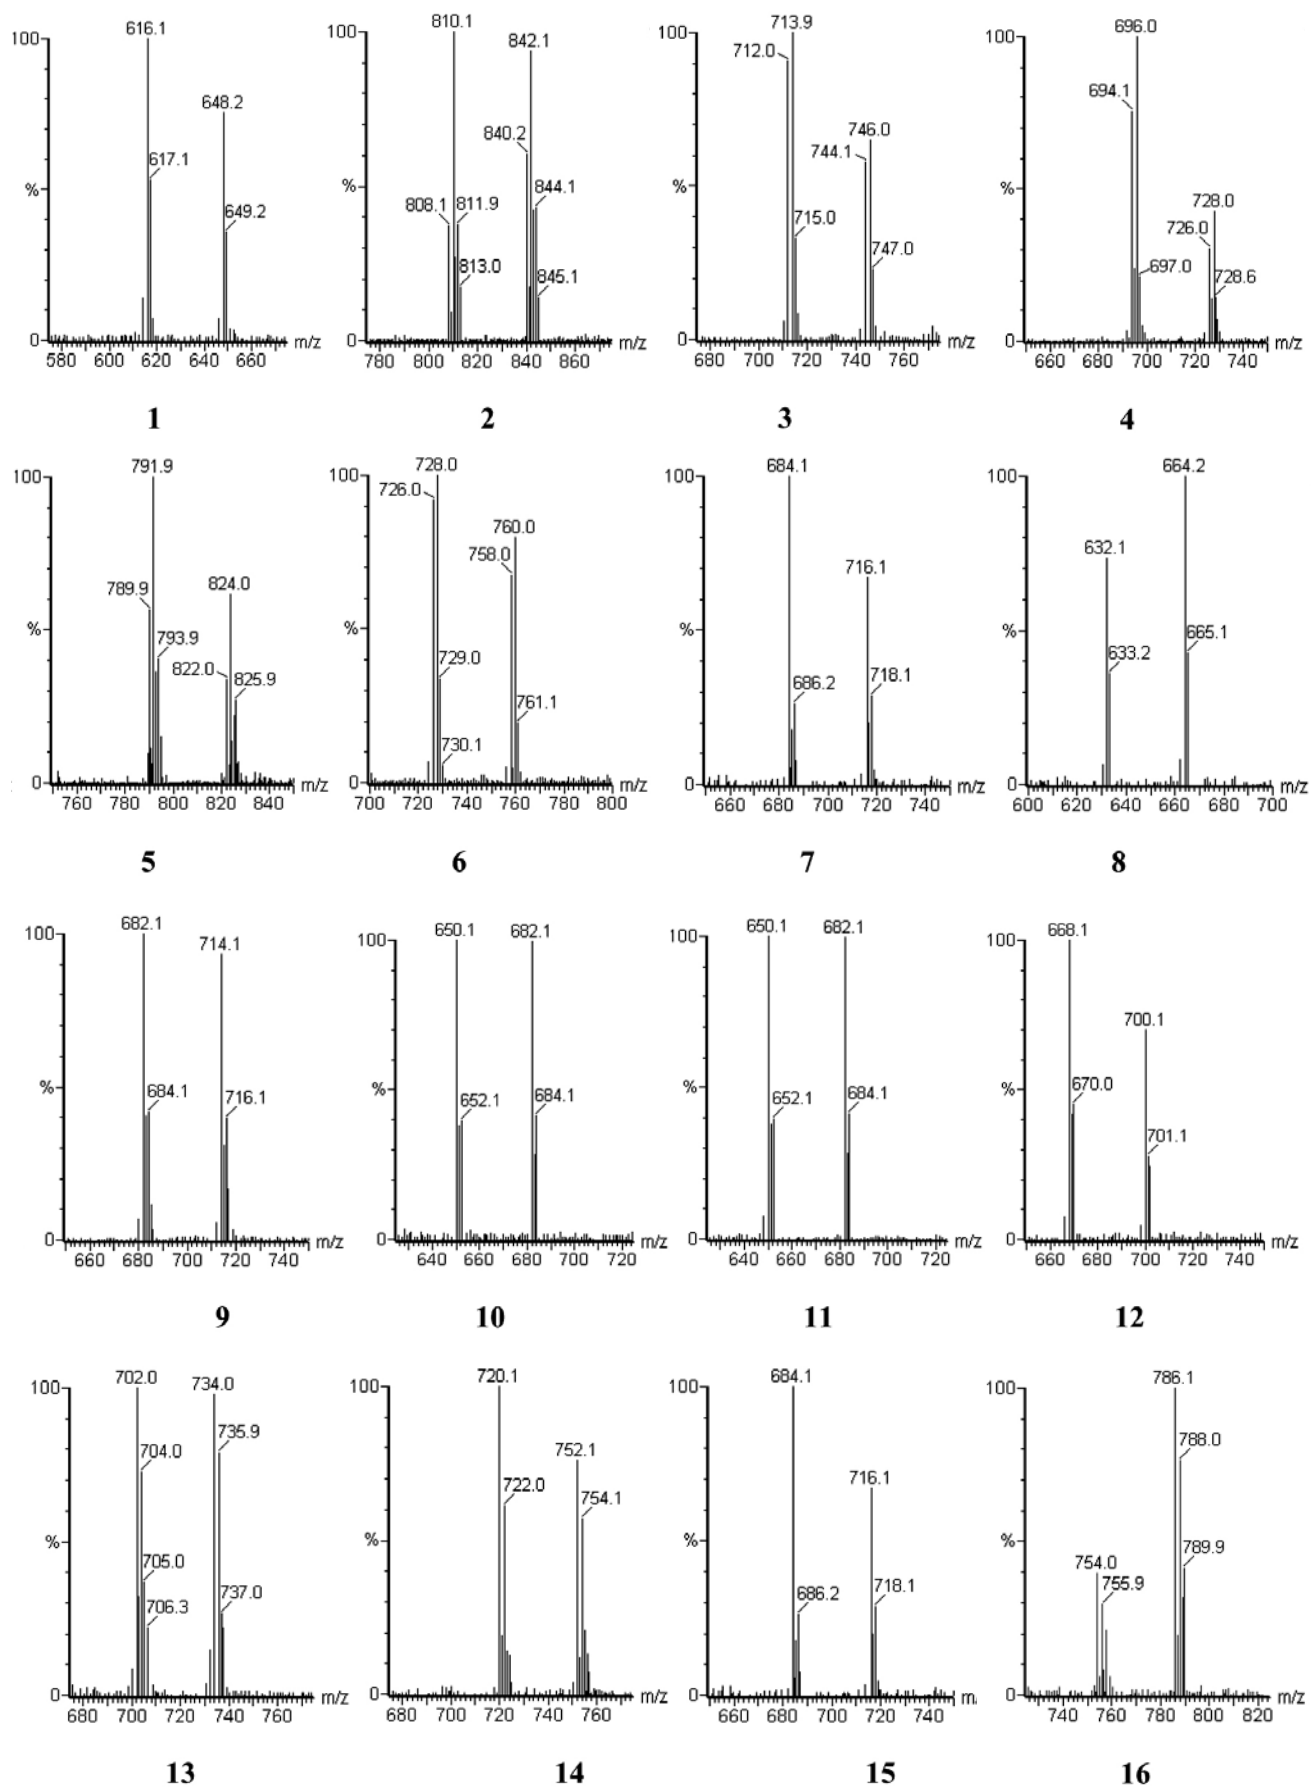 100 616.1 617.1 648.2 649.2 % 0 580 600 620 640 660 m/z
1
100 810.1 842.1 840.2 808.1 811.9 844.1 813.0 845.1 % 0 780 800 820 840 860 m/z
2
100 713.9 712.0 746.0 744.1 715.0 747.0 % 0 680 700 720 740 760 m/z
3
100 696.0 694.1 728.0 726.0 697.0 728.6 % 0 660 680 700 720 740 m/z
4
100 791.9 789.9 824.0 793.9 822.0 825.9 % 0 760 780 800 820 840 m/z
5
100 728.0 726.0 760.0 758.0 729.0 761.1 730.1 % 0 700 720 740 760 780 800 m/z
6
100 684.1 716.1 686.2 718.1 % 0 660 680 700 720 740 m/z
7
100 664.2 632.1 633.2 665.1 % 0 600 620 640 660 680 700 m/z
8
100 682.1 714.1 684.1 716.1 % 0 660 680 700 720 740 m/z
9
100 650.1 682.1 652.1 684.1 % 0 640 660 680 700 720 m/z
10
100 650.1 682.1 652.1 684.1 % 0 640 660 680 700 720 m/z
11
100 668.1 700.1 670.0 701.1 % 0 660 680 700 720 740 m/z
12
100 702.0 734.0 704.0 735.9 705.0 706.3 737.0 % 0 680 700 720 740 760 m/z
13
100 720.1 752.1 722.0 754.1 % 0 680 700 720 740 760 m/z
14
100 684.1 716.1 686.2 718.1 % 0 660 680 700 720 740 m/
15
100 786.1 788.0 754.0 755.9 789.9 % 0 740 760 780 800 820 m/z
16